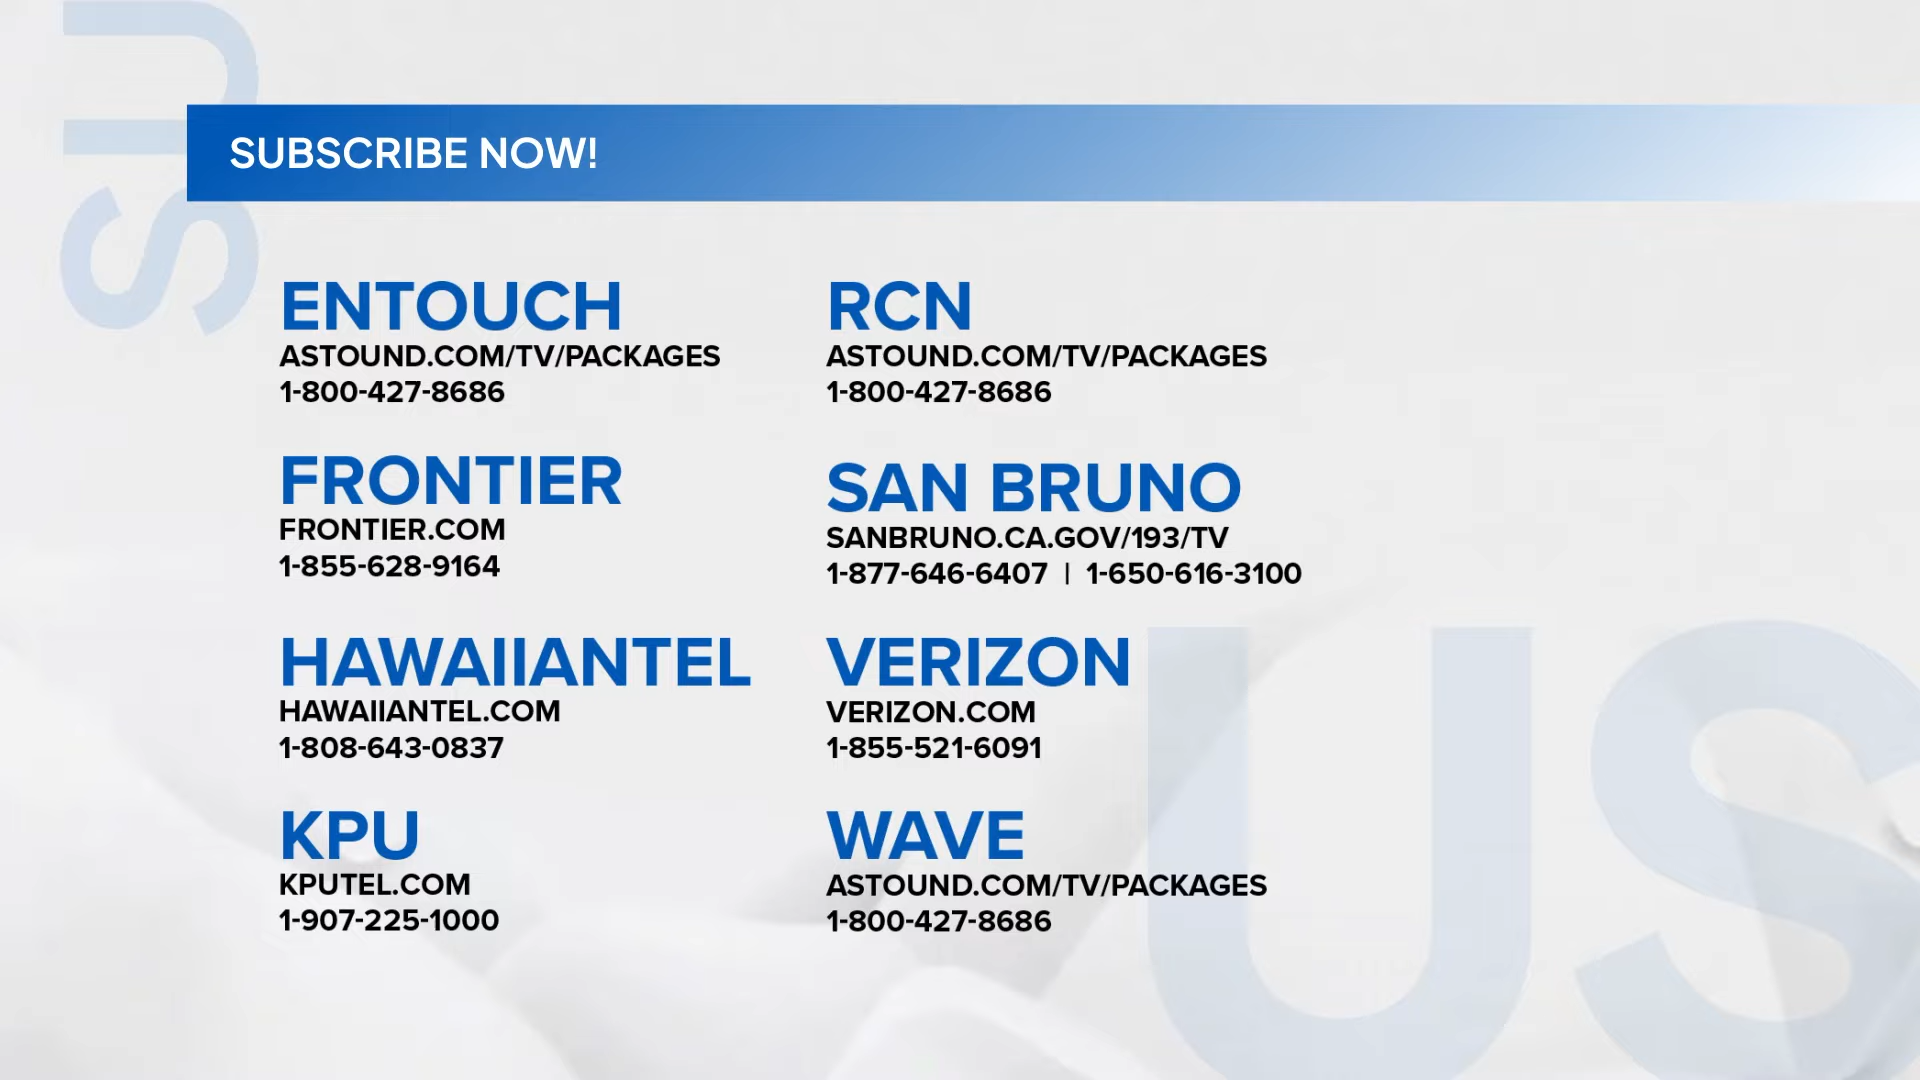 SUBSCRIBE NOW!
ENTOUCH
ASTOUND.COM/TV/PACKAGES
1-800-427-8686
FRONTIER
FRONTIER.COM
1-855-628-9164
HAWAIIANTEL
HAWAIIANTEL.COM
1-808-643-0837
KPU
KPUTEL.COM
1-907-225-1000
RCN
ASTOUND.COM/TV/PACKAGES
1-800-427-8686
SAN BRUNO
SANBRUNO.CA.GOV/193/TV
1-877-646-6407 | 1-650-616-3100
VERIZON
VERIZON.COM
1-855-521-6091
WAVE
ASTOUND.COM/TV/PACKAGES
1-800-427-8686
US